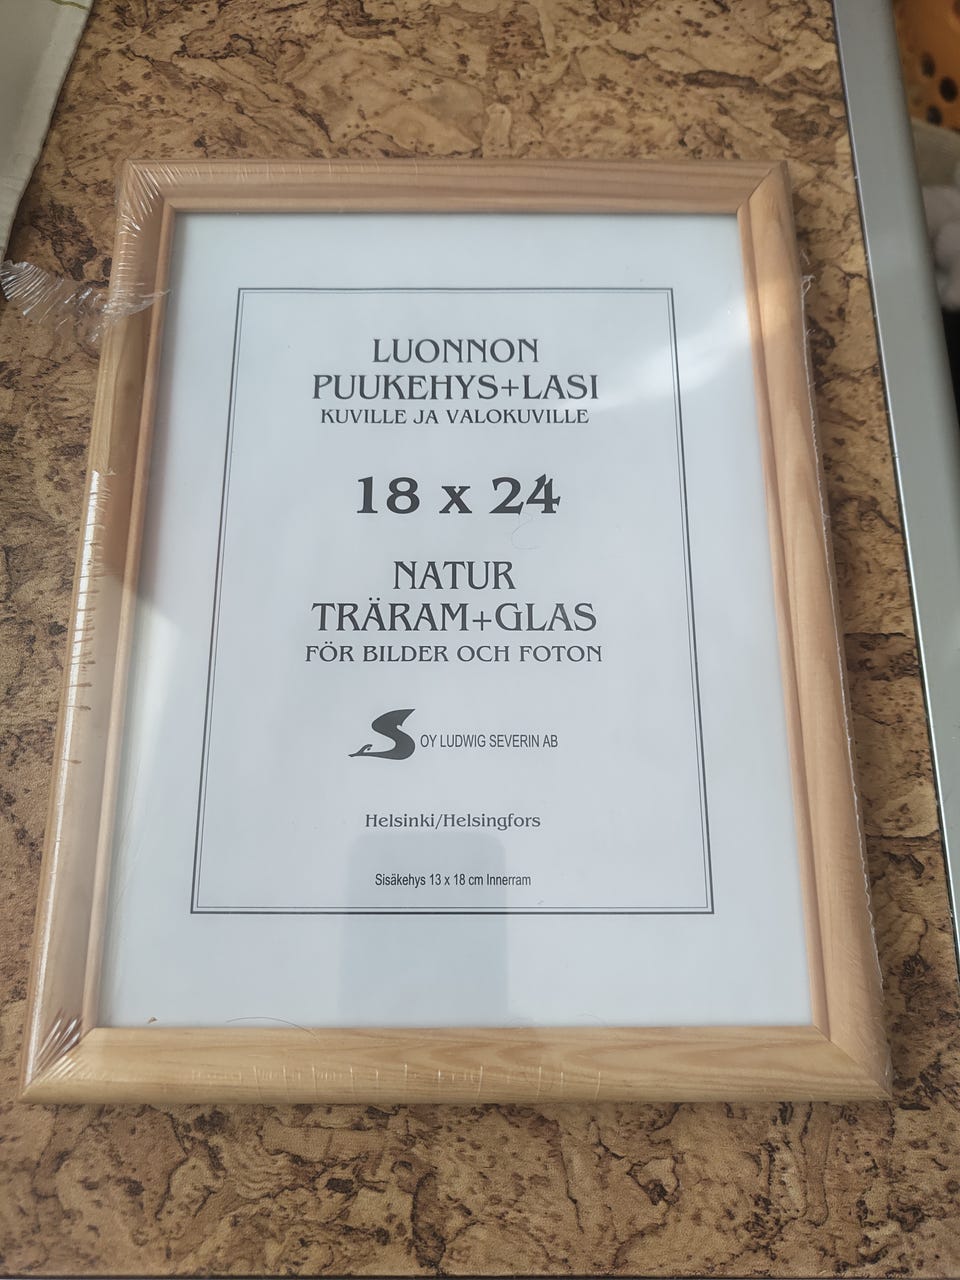 LUONNON
PUUKEHYS+LASI
KUVILLE JA VALOKUVILLE
18 x 24
NATUR
TRÄRAM+GLAS
FÖR BILDER OCH FOTON
OY LUDWIG SEVERIN AB
Helsinki/Helsingfors
Sisäkehys 13 x 18 cm Innerram